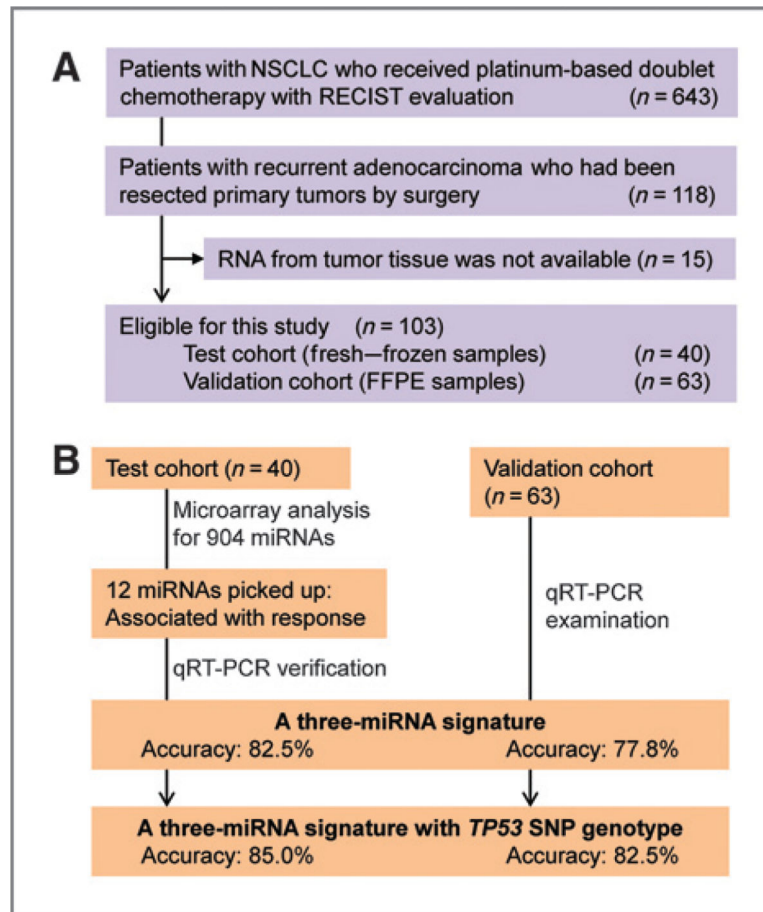 A
Patients with NSCLC who received platinum-based doublet
chemotherapy with RECIST evaluation (n = 643)
Patients with recurrent adenocarcinoma who had been
resected primary tumors by surgery (n = 118)
RNA from tumor tissue was not available (n = 15)
Eligible for this study (n = 103)
Test cohort (fresh—frozen samples) (n = 40)
Validation cohort (FFPE samples) (n = 63)
B
Test cohort (n = 40)
Validation cohort
(n = 63)
Microarray analysis
for 904 miRNAs
12 miRNAs picked up:
Associated with response
qRT-PCR
examination
qRT-PCR verification
A three-miRNA signature
Accuracy: 82.5% Accuracy: 77.8%
A three-miRNA signature with TP53 SNP genotype
Accuracy: 85.0% Accuracy: 82.5%